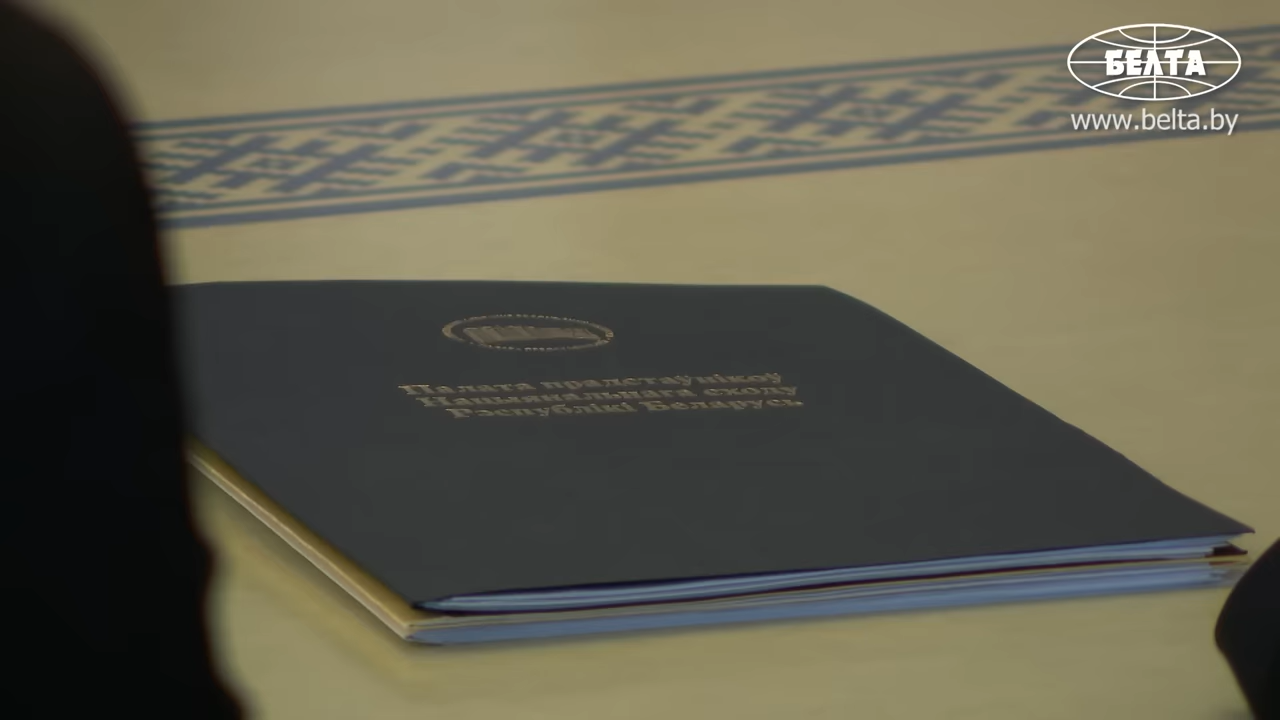 БЕЛТА
www.belta.by
Палата прадстаўнікоў
Нацыянальнага сходу
Рэспублікі Беларусь